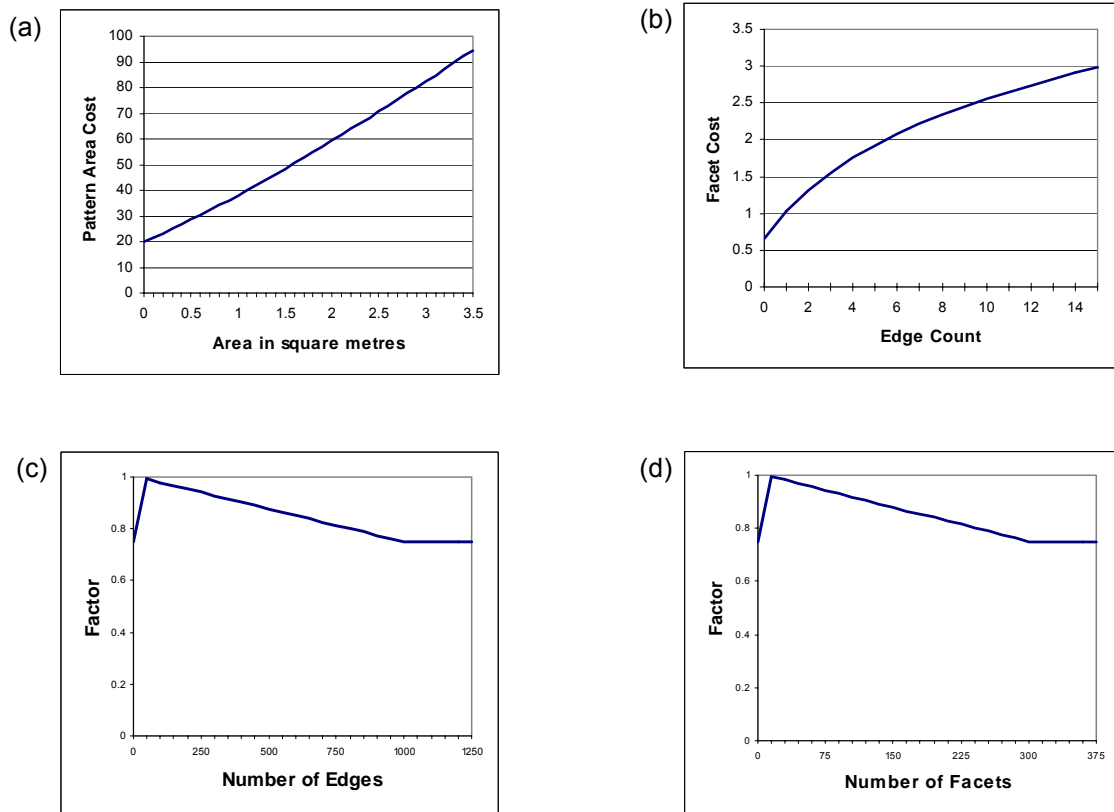 (a)
100
90
80
70
60
50
40
30
20
10
0
Pattern Area Cost
0 0.5 1 1.5 2 2.5 3 3.5
Area in square metres
(b)
3.5
3
2.5
2
1.5
1
0.5
0
Facet Cost
0 2 4 6 8 10 12 14
Edge Count
(c)
1
0.8
0.6
0.4
0.2
0
Factor
0 250 500 750 1000 1250
Number of Edges
(d)
1
0.8
0.6
0.4
0.2
0
Factor
0 75 150 225 300 375
Number of Facets